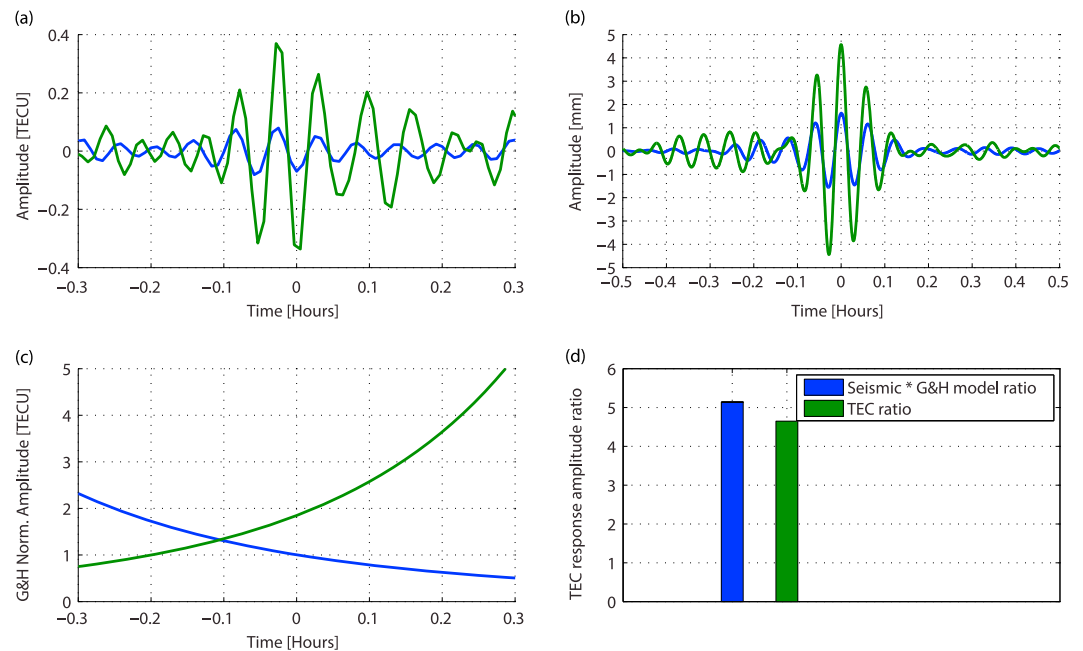 (a)
0.4
0.2
0
−0.2
−0.4
Amplitude [TECU]
−0.3 −0.2 −0.1 0 0.1 0.2 0.3
Time [Hours]
(b)
5
4
3
2
1
0
−1
−2
−3
−4
−5
Amplitude [mm]
−0.5 −0.4 −0.3 −0.2 −0.1 0 0.1 0.2 0.3 0.4 0.5
Time [Hours]
(c)
5
4
3
2
1
0
G&H Norm. Amplitude [TECU]
−0.3 −0.2 −0.1 0 0.1 0.2 0.3
Time [Hours]
(d)
6
5
4
3
2
1
0
TEC response amplitude ratio
Seismic * G&H model ratio
TEC ratio